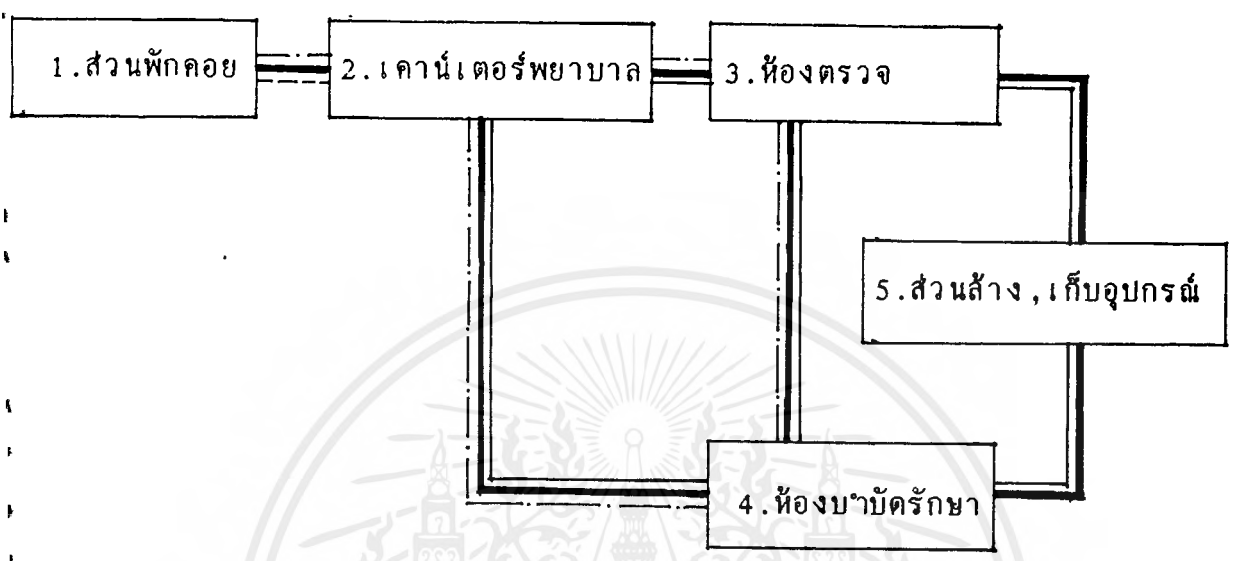 1.ส่วนพักคอย
2.เคาน์เตอร์พยาบาล
3.ห้องตรวจ
5.ส่วนล้าง,เก็บอุปกรณ์
4.ห้องบำบัดรักษา